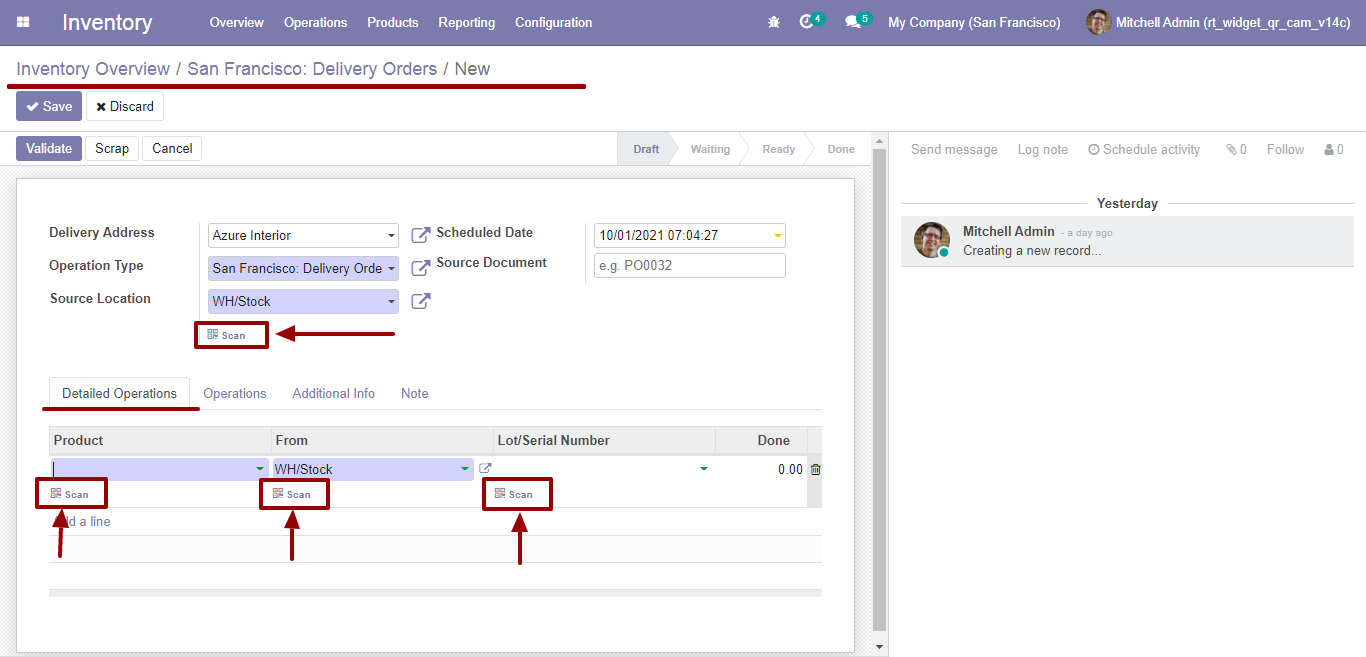 Inventory Overview Operations Products Reporting Configuration 4 5 My Company (San Francisco) Mitchell Admin (rt_widget_qr_cam_v14c)
Inventory Overview / San Francisco: Delivery Orders / New
Save Discard
Validate Scrap Cancel Draft Waiting Ready Done
Send message Log note Schedule activity 0 Follow 0
Yesterday
Mitchell Admin - a day ago
Creating a new record...
Delivery Address Azure Interior Scheduled Date 10/01/2021 07:04:27
Operation Type San Francisco: Delivery Orde Source Document e.g. PO0032
Source Location WH/Stock
Scan
Detailed Operations Operations Additional Info Note
Product From Lot/Serial Number Done
WH/Stock 0.00
Scan Scan Scan
d a line